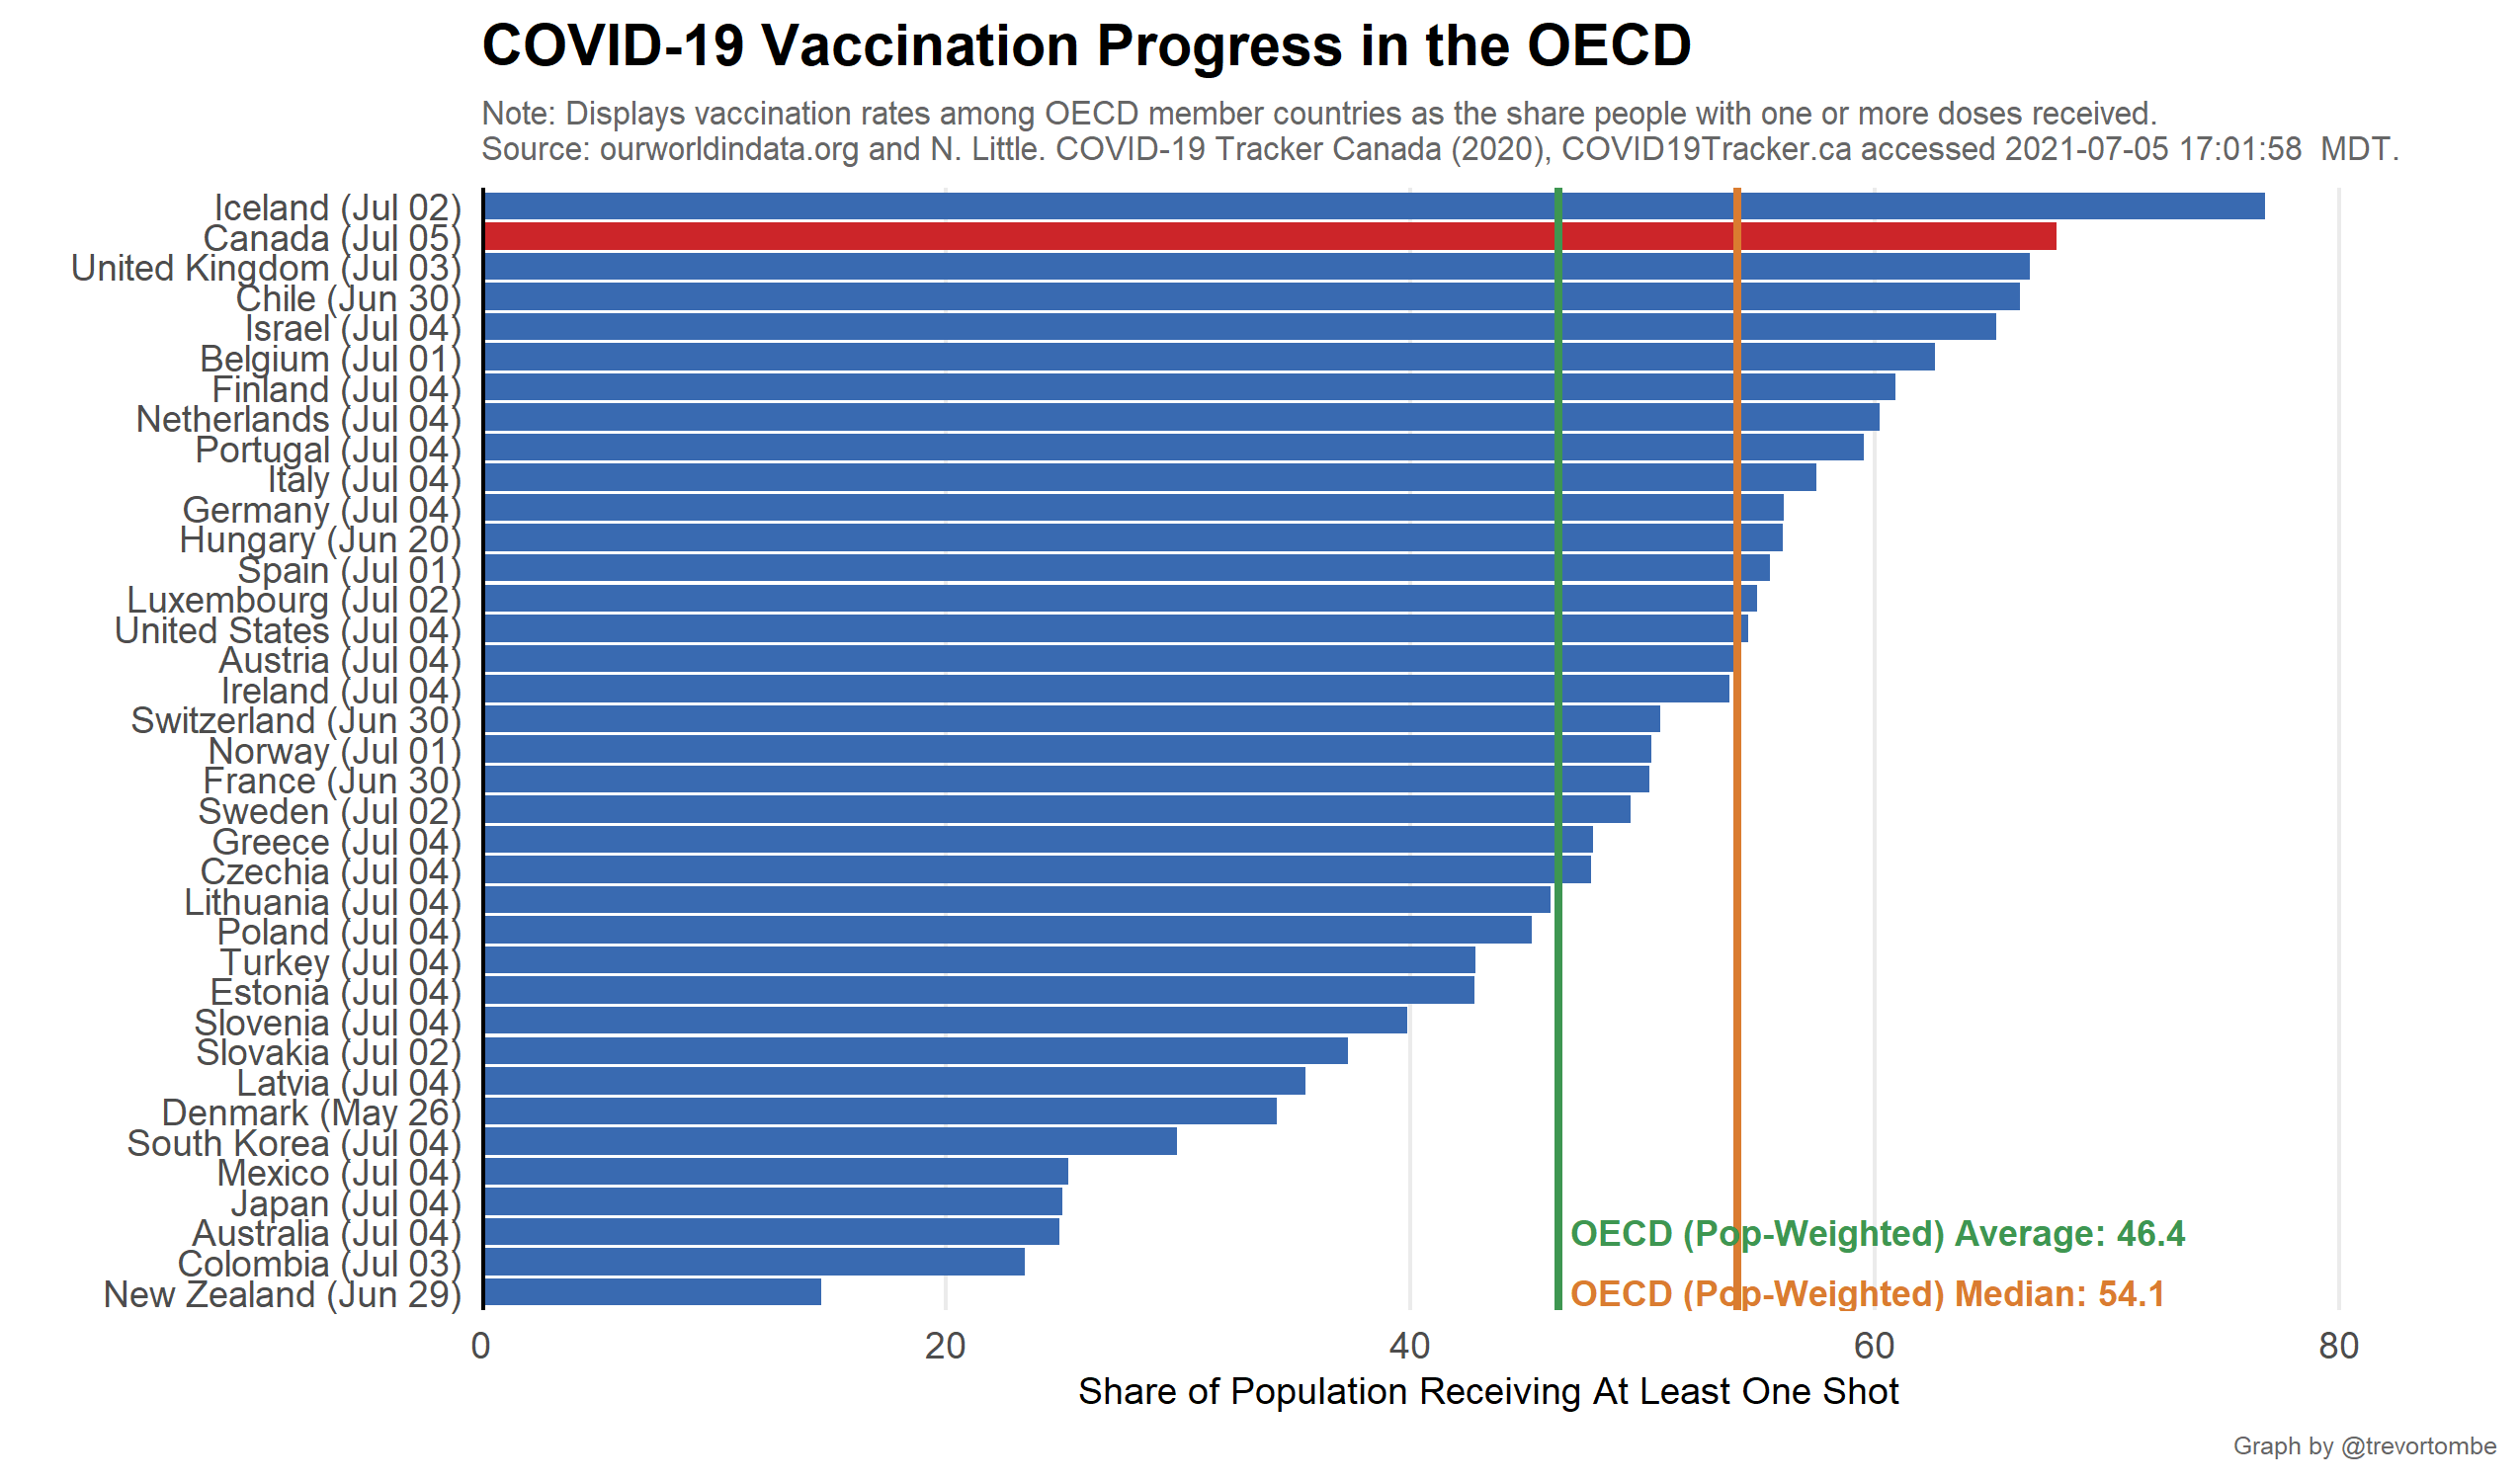 COVID-19 Vaccination Progress in the OECD
Note: Displays vaccination rates among OECD member countries as the share people with one or more doses received.
Source: ourworldindata.org and N. Little. COVID-19 Tracker Canada (2020), COVID19Tracker.ca accessed 2021-07-05 17:01:58  MDT.
Iceland (Jul 02)
Canada (Jul 05)
United Kingdom (Jul 03)
Chile (Jun 30)
Israel (Jul 04)
Belgium (Jul 01)
Finland (Jul 04)
Netherlands (Jul 04)
Portugal (Jul 04)
Italy (Jul 04)
Germany (Jul 04)
Hungary (Jun 20)
Spain (Jul 01)
Luxembourg (Jul 02)
United States (Jul 04)
Austria (Jul 04)
Ireland (Jul 04)
Switzerland (Jun 30)
Norway (Jul 01)
France (Jun 30)
Sweden (Jul 02)
Greece (Jul 04)
Czechia (Jul 04)
Lithuania (Jul 04)
Poland (Jul 04)
Turkey (Jul 04)
Estonia (Jul 04)
Slovenia (Jul 04)
Slovakia (Jul 02)
Latvia (Jul 04)
Denmark (May 26)
South Korea (Jul 04)
Mexico (Jul 04)
Japan (Jul 04)
Australia (Jul 04)
OECD (Pop-Weighted) Average: 46.4
Colombia (Jul 03)
New Zealand (Jun 29)
OECD (Pop-Weighted) Median: 54.1
0 20 40 60 80
Share of Population Receiving At Least One Shot
Graph by @trevortombe